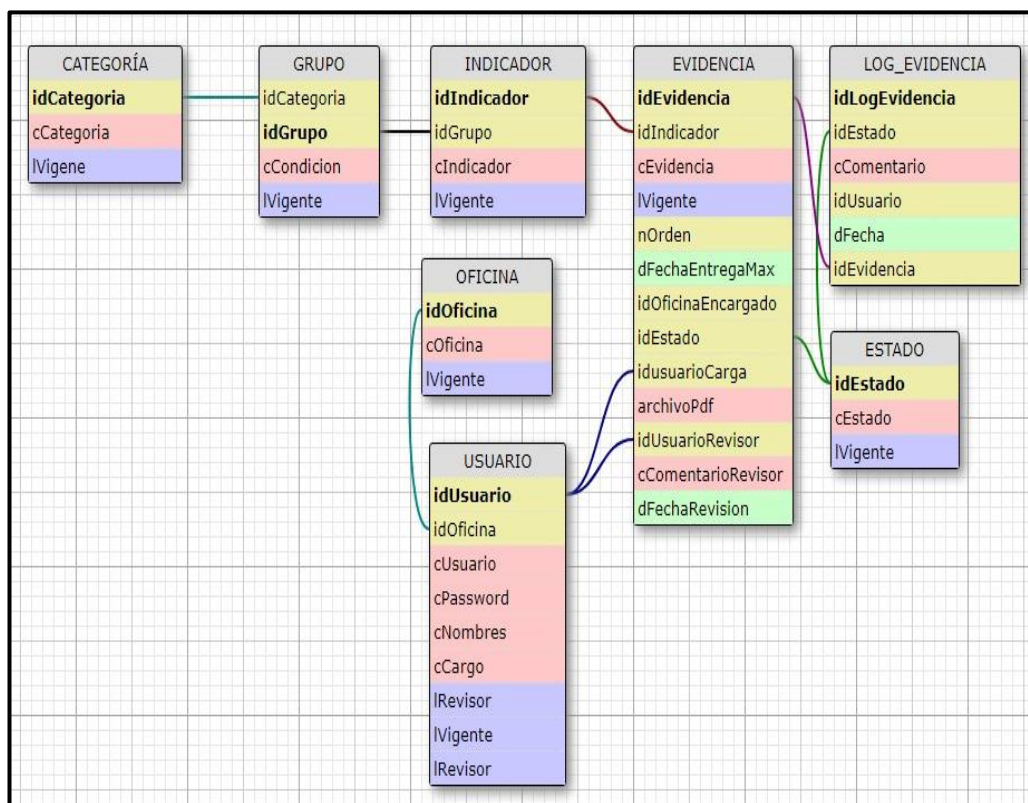 CATEGORÍA
idCategoria
cCategoria
lVigene
GRUPO
idCategoria
idGrupo
cCondicion
lVigente
INDICADOR
idIndicador
idGrupo
cIndicador
lVigente
EVIDENCIA
idEvidencia
idIndicador
cEvidencia
lVigente
nOrden
dFechaEntregaMax
idOficinaEncargado
idEstado
idusuarioCarga
archivoPdf
idUsuarioRevisor
cComentarioRevisor
dFechaRevision
LOG_EVIDENCIA
idLogEvidencia
idEstado
cComentario
idUsuario
dFecha
idEvidencia
OFICINA
idOficina
cOficina
lVigente
ESTADO
idEstado
cEstado
lVigente
USUARIO
idUsuario
idOficina
cUsuario
cPassword
cNombres
cCargo
lRevisor
lVigente
lRevisor